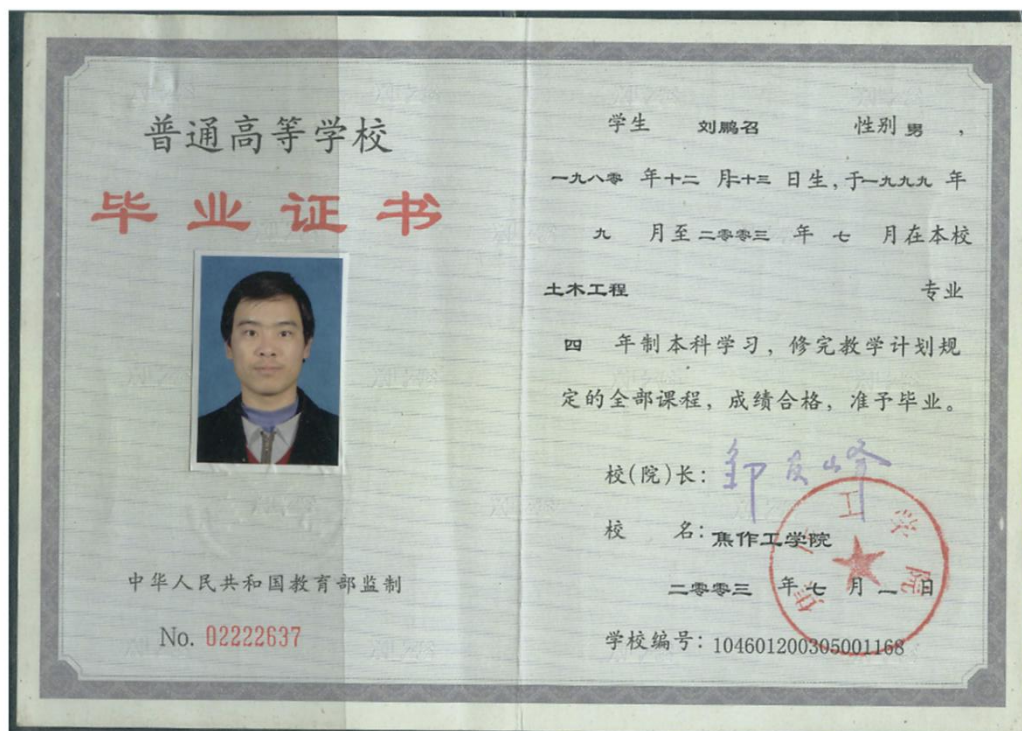 普通高等学校
毕业证书
中华人民共和国教育部监制
No. 02222637
学生 刘鹏召 性别 男 ,
一九八零 年 十二 月 二十三 日生,于 一九九九 年
九 月至 二零零三 年 七 月在本校
土木工程 专业
四 年制本科学习,修完教学计划规
定的全部课程,成绩合格,准予毕业。
校(院)长:
校 名: 焦作工学院
二零零三 年 七 月 一 日
学校编号: 104601200305001168
焦作工学院